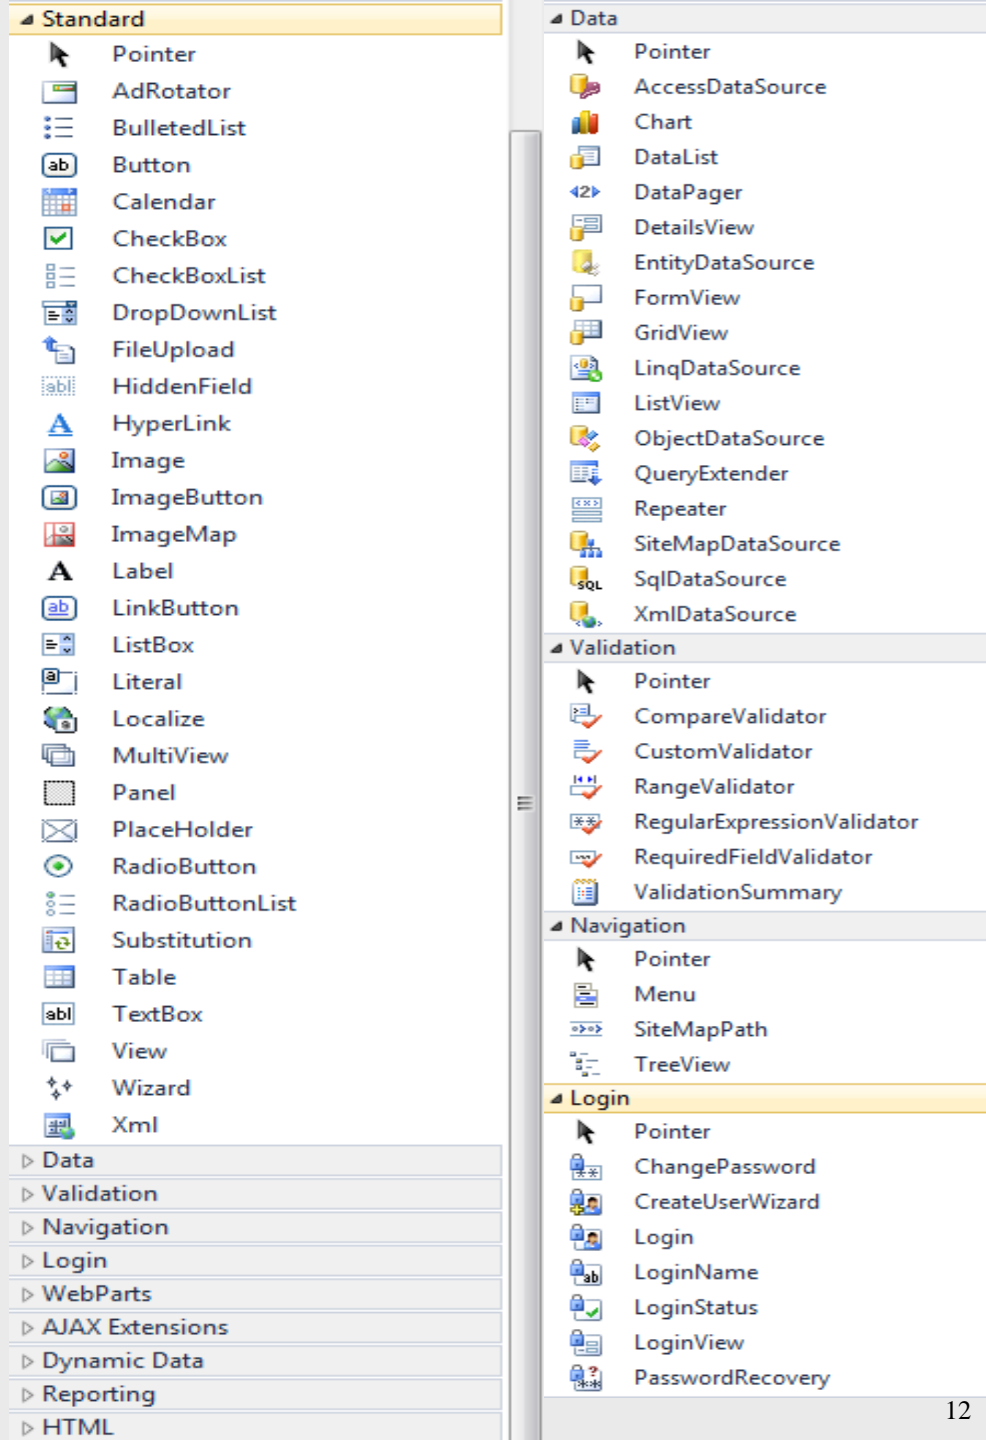 Standard
Pointer
AdRotator
BulletedList
Button
Calendar
CheckBox
CheckBoxList
DropDownList
FileUpload
HiddenField
HyperLink
Image
ImageButton
ImageMap
Label
LinkButton
ListBox
Literal
Localize
MultiView
Panel
PlaceHolder
RadioButton
RadioButtonList
Substitution
Table
TextBox
View
Wizard
Xml
Data
Validation
Navigation
Login
WebParts
AJAX Extensions
Dynamic Data
Reporting
HTML
Data
Pointer
AccessDataSource
Chart
DataList
DataPager
DetailsView
EntityDataSource
FormView
GridView
LinqDataSource
ListView
ObjectDataSource
QueryExtender
Repeater
SiteMapDataSource
SqlDataSource
XmlDataSource
Validation
Pointer
CompareValidator
CustomValidator
RangeValidator
RegularExpressionValidator
RequiredFieldValidator
ValidationSummary
Navigation
Pointer
Menu
SiteMapPath
TreeView
Login
Pointer
ChangePassword
CreateUserWizard
Login
LoginName
LoginStatus
LoginView
PasswordRecovery
12